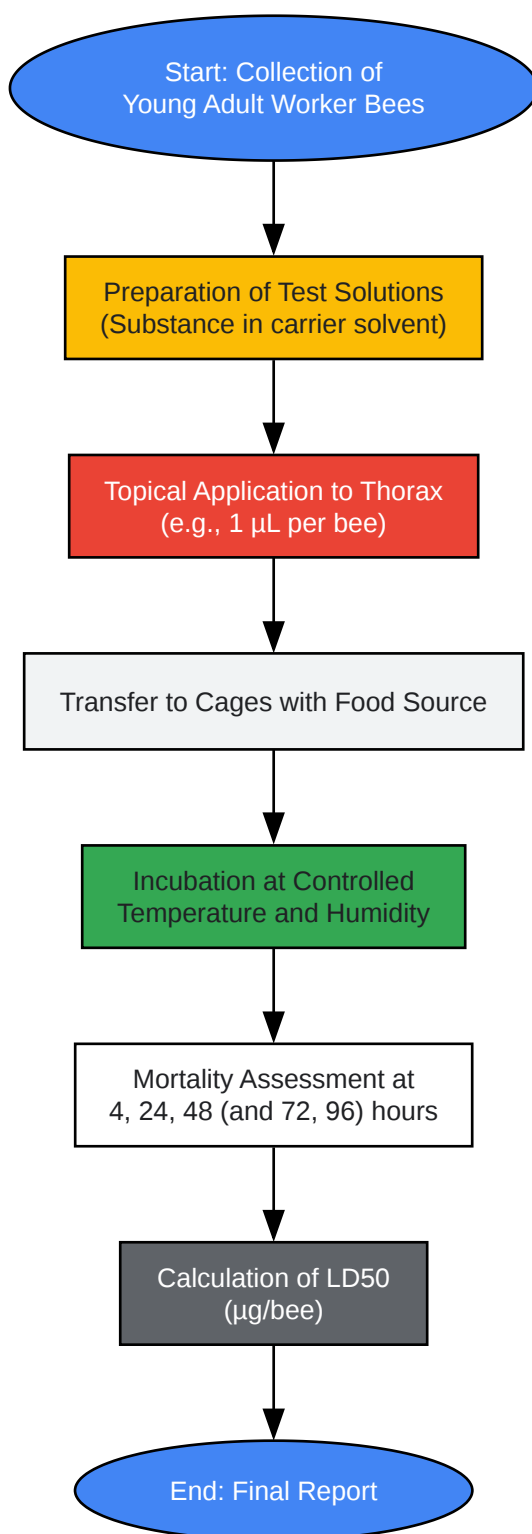 Start: Collection of
Young Adult Worker Bees
Preparation of Test Solutions
(Substance in carrier solvent)
Topical Application to Thorax
(e.g., 1 µL per bee)
Transfer to Cages with Food Source
Incubation at Controlled
Temperature and Humidity
Mortality Assessment at
4, 24, 48 (and 72, 96) hours
Calculation of LD50
(µg/bee)
End: Final Report